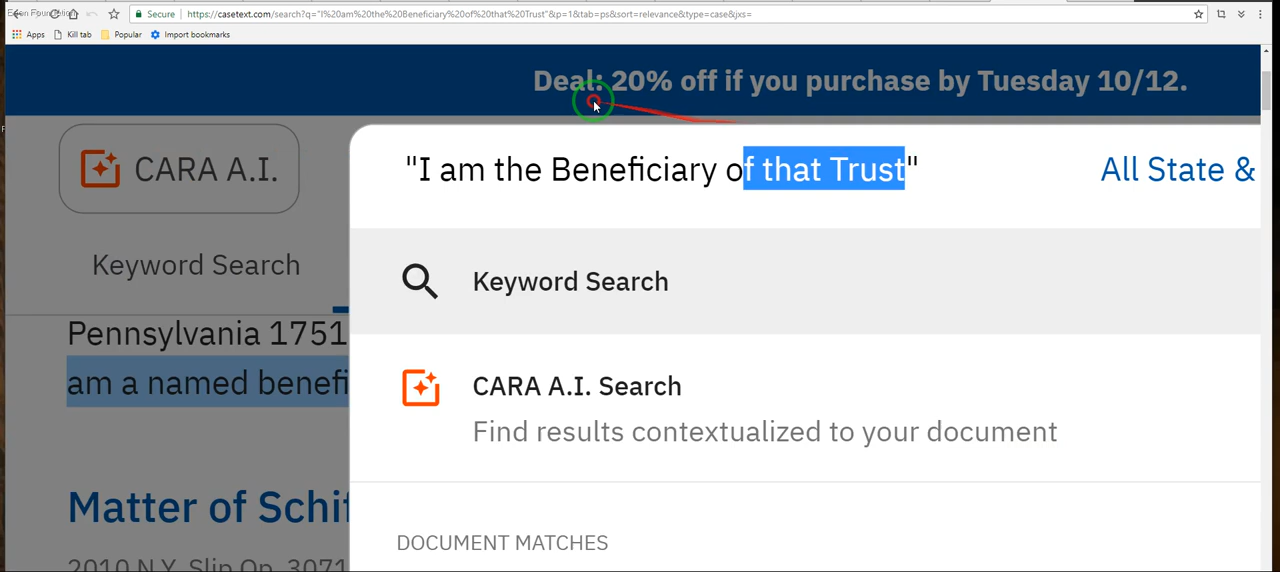 Secure
https://casetext.com/search?q="I%20am%20the%20Beneficiary%20of%20that%20Trust"&p=1&tab=ps&sort=relevance&type=case&jxs=
Apps Kill tab Popular Import bookmarks
Deal: 20% off if you purchase by Tuesday 10/12.
CARA A.I.
"I am the Beneficiary of that Trust"
All State &
Keyword Search
Keyword Search
Pennsylvania 1751
am a named benefi
CARA A.I. Search
Find results contextualized to your document
Matter of Schif
DOCUMENT MATCHES
2010 N.Y. Slip Op. 3071